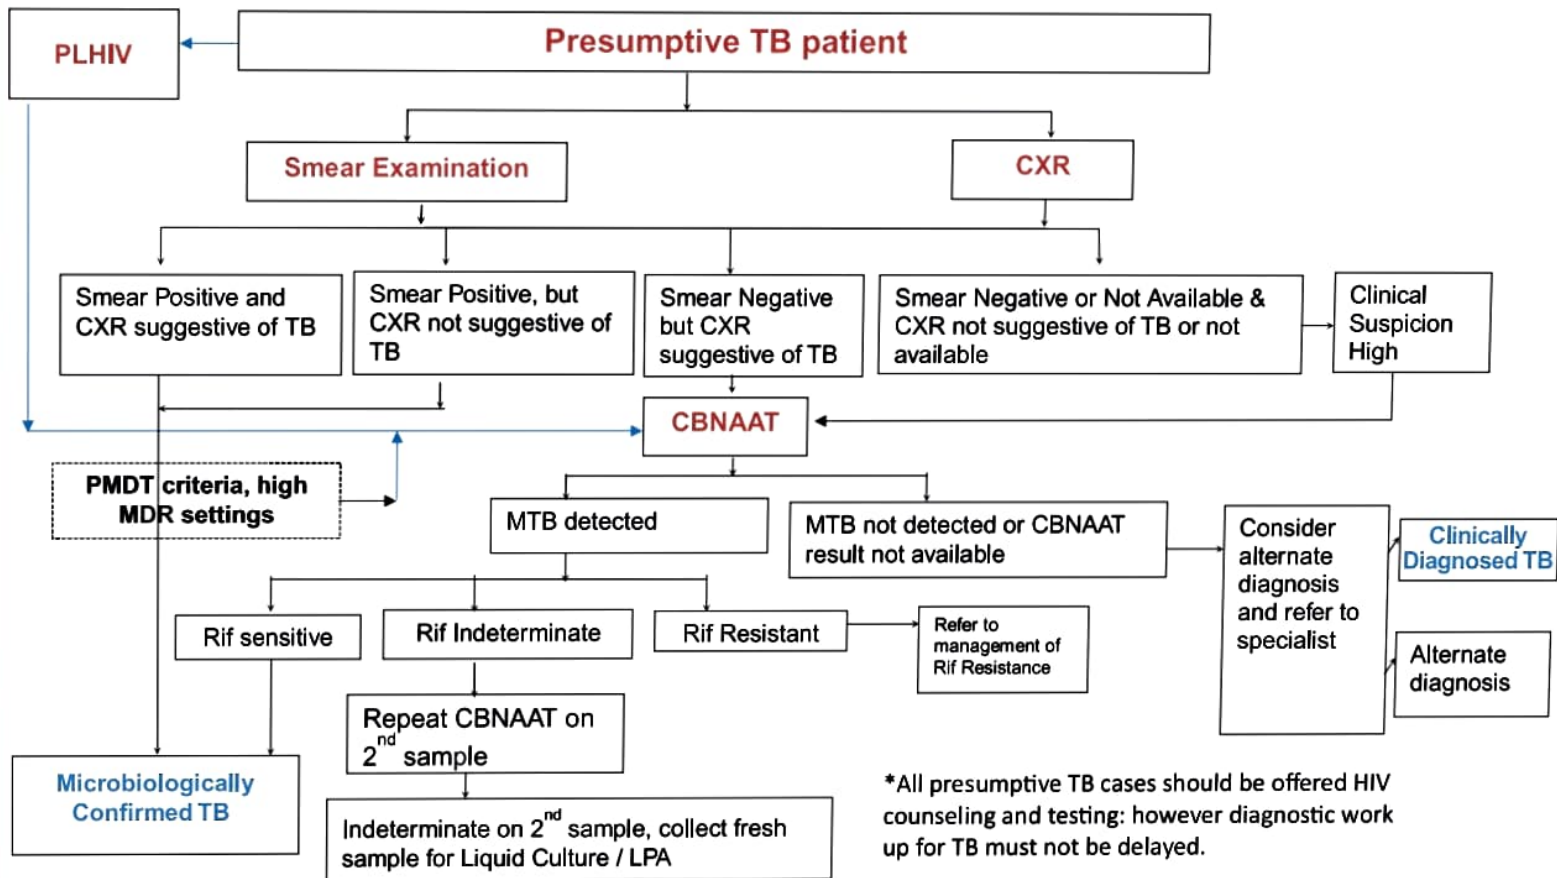 PLHIV
Presumptive TB patient
Smear Examination
CXR
Smear Positive and
CXR suggestive of TB
Smear Positive, but
CXR not suggestive of
TB
Smear Negative
but CXR
suggestive of TB
Smear Negative or Not Available &
CXR not suggestive of TB or not
available
Clinical
Suspicion
High
CBNAAT
PMDT criteria, high
MDR settings
MTB detected
MTB not detected or CBNAAT
result not available
Consider
alternate
diagnosis
and refer to
specialist
Clinically
Diagnosed TB
Alternate
diagnosis
Rif sensitive
Rif Indeterminate
Rif Resistant
Refer to
management of
Rif Resistance
Repeat CBNAAT on
2nd sample
Microbiologically
Confirmed TB
Indeterminate on 2nd sample, collect fresh
sample for Liquid Culture / LPA
*All presumptive TB cases should be offered HIV
counseling and testing: however diagnostic work
up for TB must not be delayed.